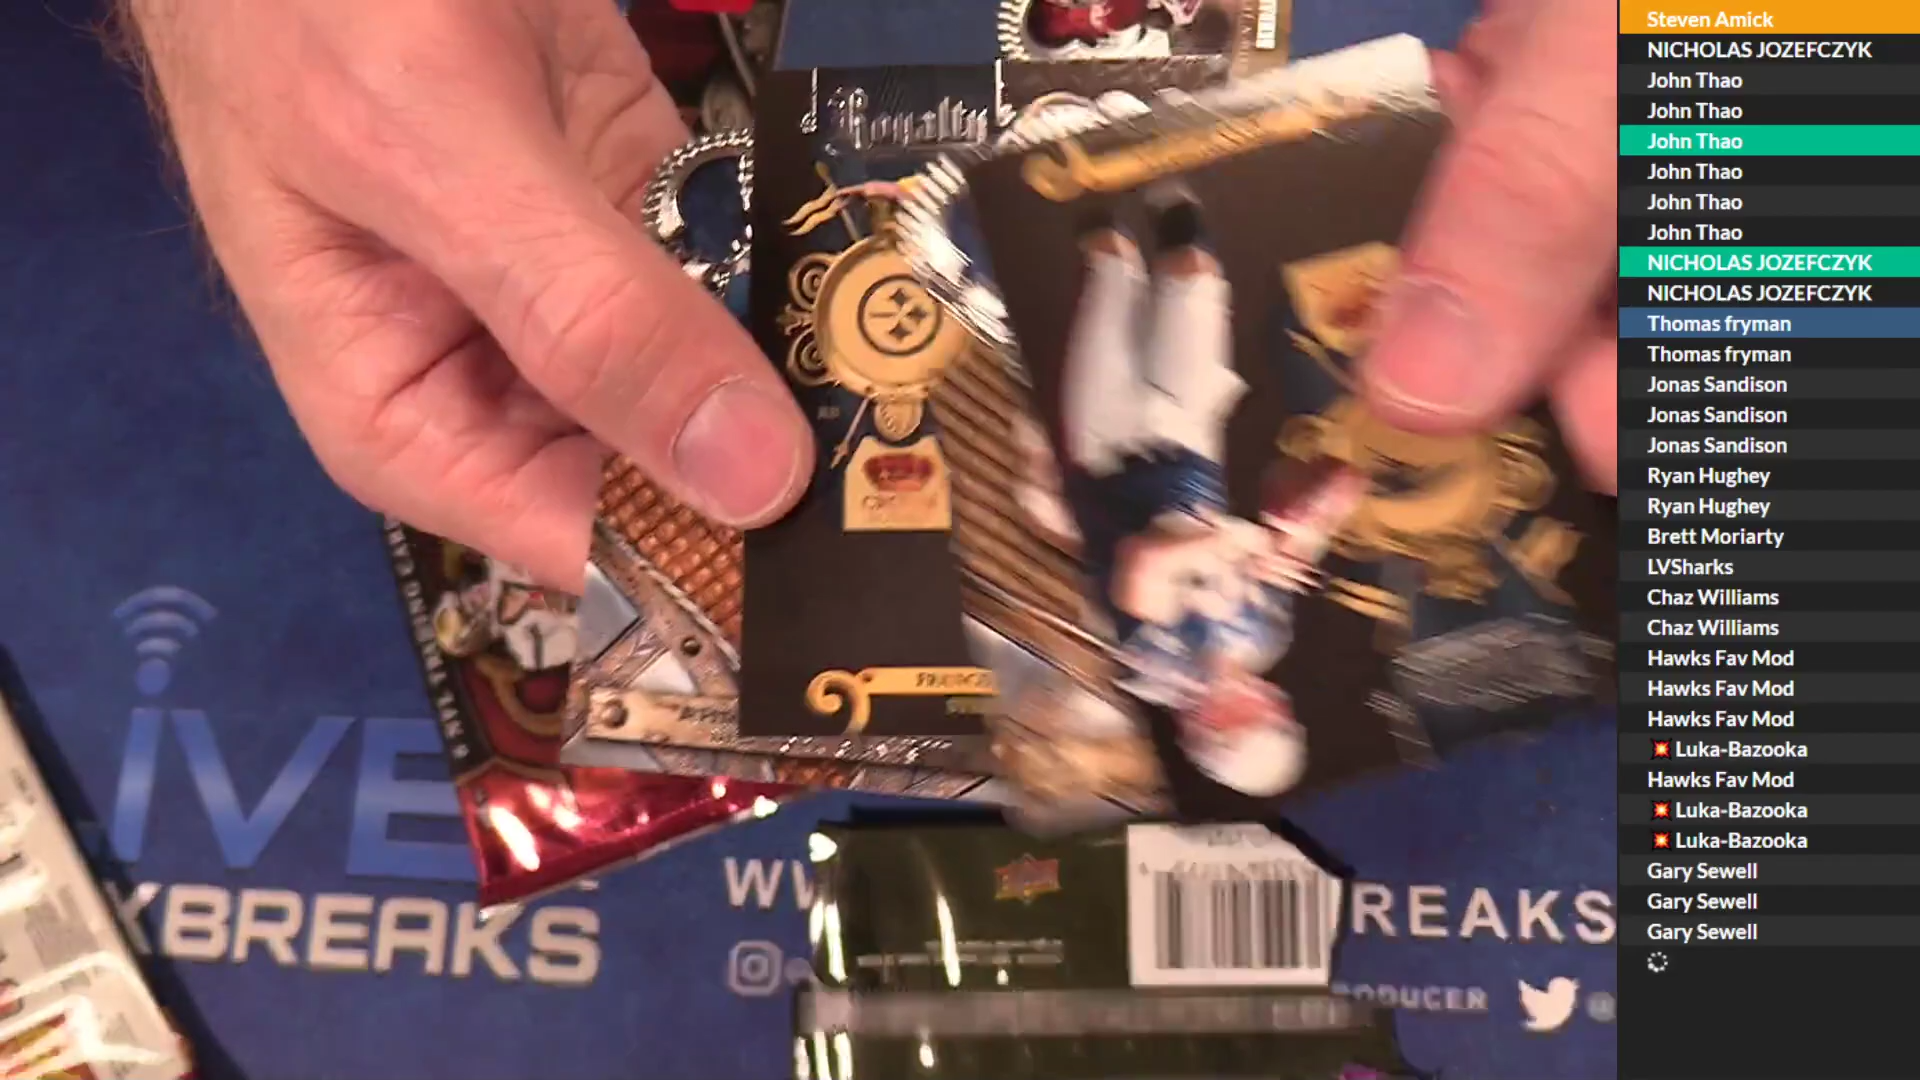 Royalty
IVE
XBREAKS
REAKS
ODUCER
Steven Amick
NICHOLAS JOZEFCZYK
John Thao
John Thao
John Thao
John Thao
John Thao
John Thao
NICHOLAS JOZEFCZYK
NICHOLAS JOZEFCZYK
Thomas fryman
Thomas fryman
Jonas Sandison
Jonas Sandison
Jonas Sandison
Ryan Hughey
Ryan Hughey
Brett Moriarty
LVSharks
Chaz Williams
Chaz Williams
Hawks Fav Mod
Hawks Fav Mod
Hawks Fav Mod
💥 Luka-Bazooka
Hawks Fav Mod
💥 Luka-Bazooka
💥 Luka-Bazooka
Gary Sewell
Gary Sewell
Gary Sewell